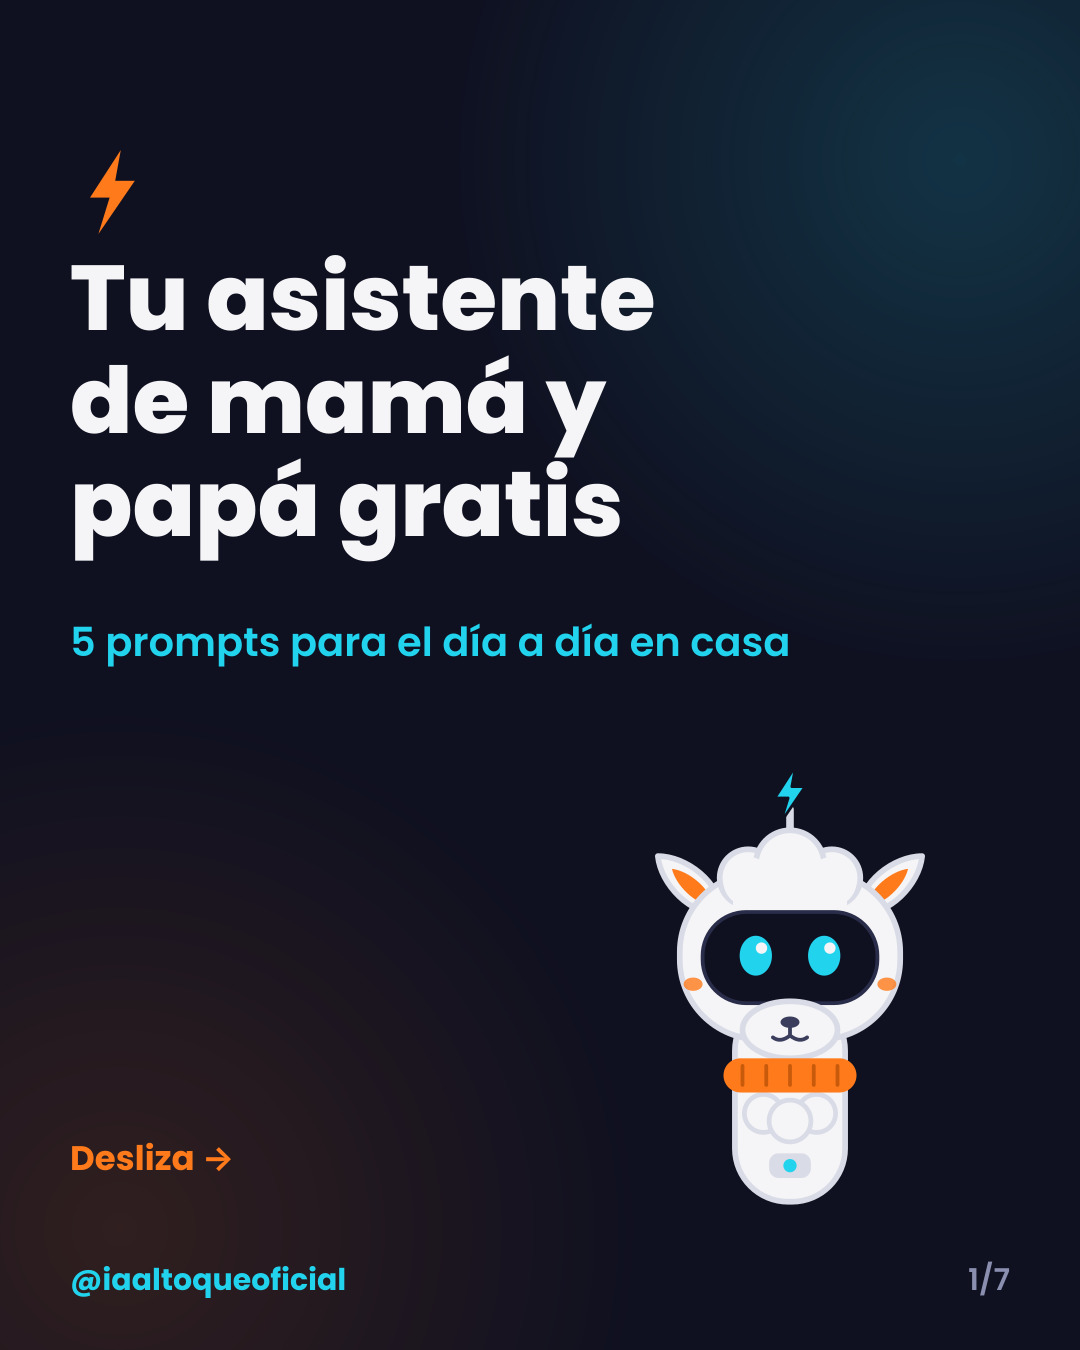 Tu asistente
de mamá y
papá gratis
5 prompts para el día a día en casa
Desliza →
@iaaltoqueoficial
1/7